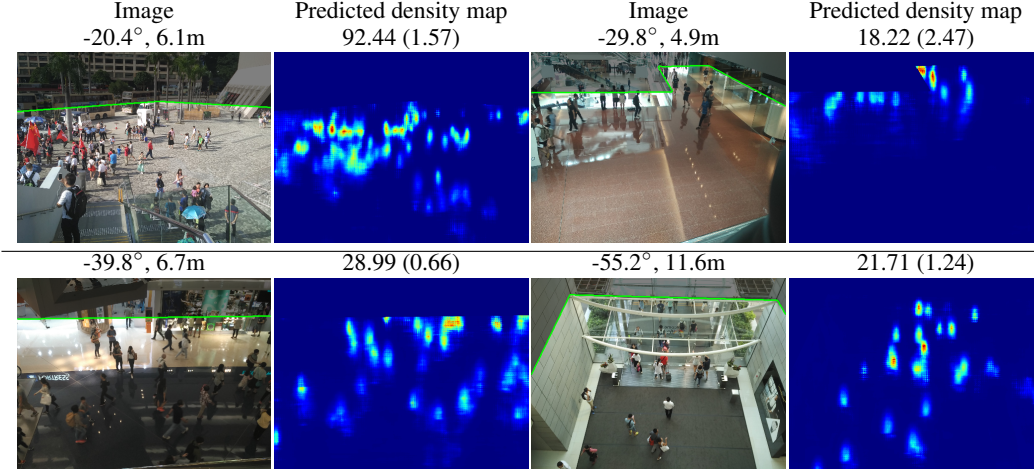 Image Predicted density map Image Predicted density map
-20.4°, 6.1m 92.44 (1.57) -29.8°, 4.9m 18.22 (2.47)
-39.8°, 6.7m 28.99 (0.66) -55.2°, 11.6m 21.71 (1.24)
FORTRESS